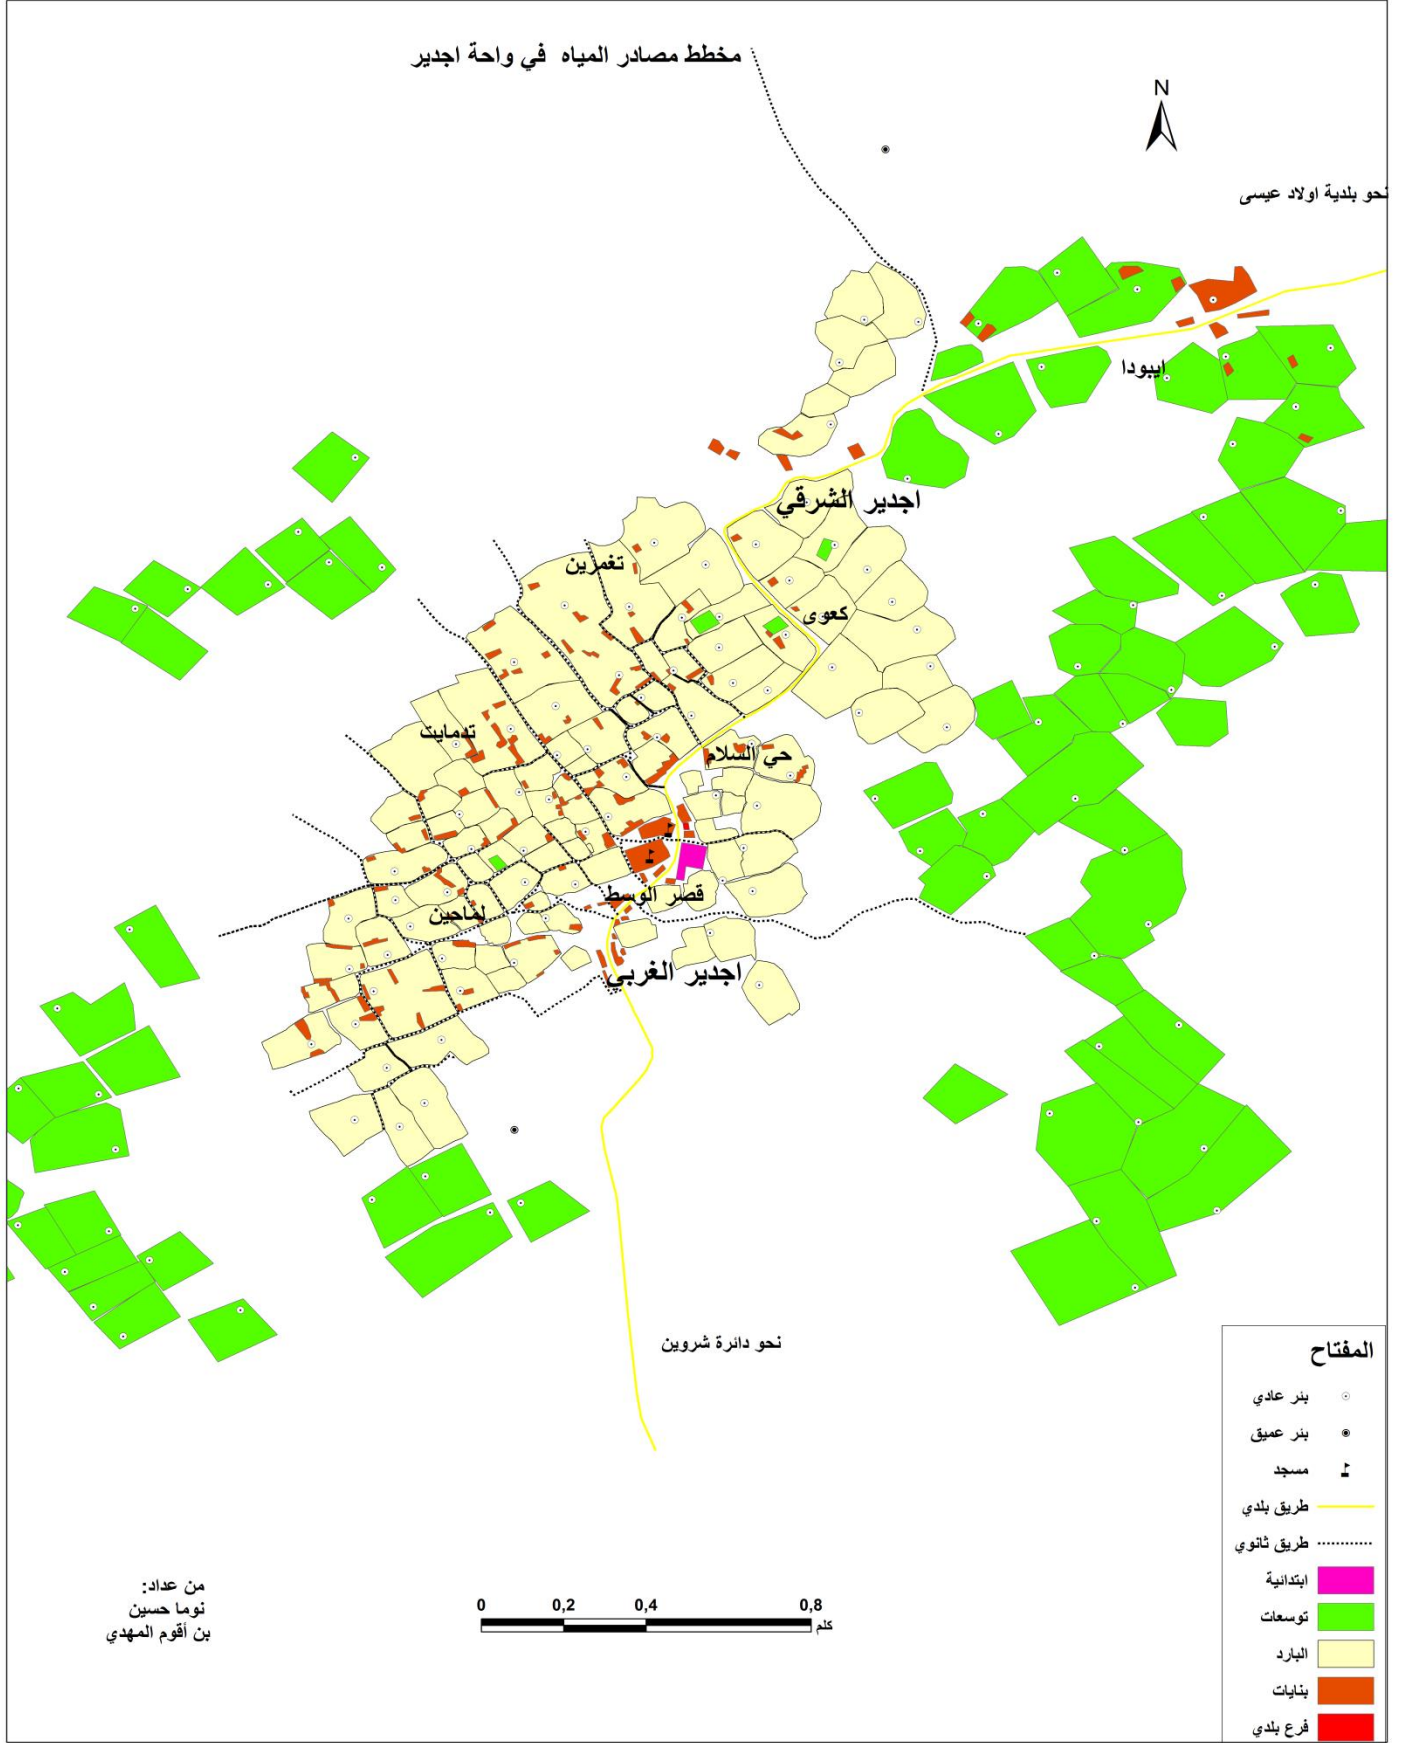 مخطط مصادر المياه في واحة اجدير
N
نحو بلدية اولاد عيسى
ايبودا
اجدير الشرقي
تغمرين
كعوى
تدمايت
حي السلام
قصر الوسط
لماحين
اجدير الغربي
نحو دائرة شروين
المفتاح
بئر عادي
بئر عميق
مسجد
طريق بلدي
طريق ثانوي
ابتدائية
توسعات
البارد
بنايات
فرع بلدي
من عداد:
نوما حسين
بن أقوم المهدي
0 0,2 0,4 0,8
كلم